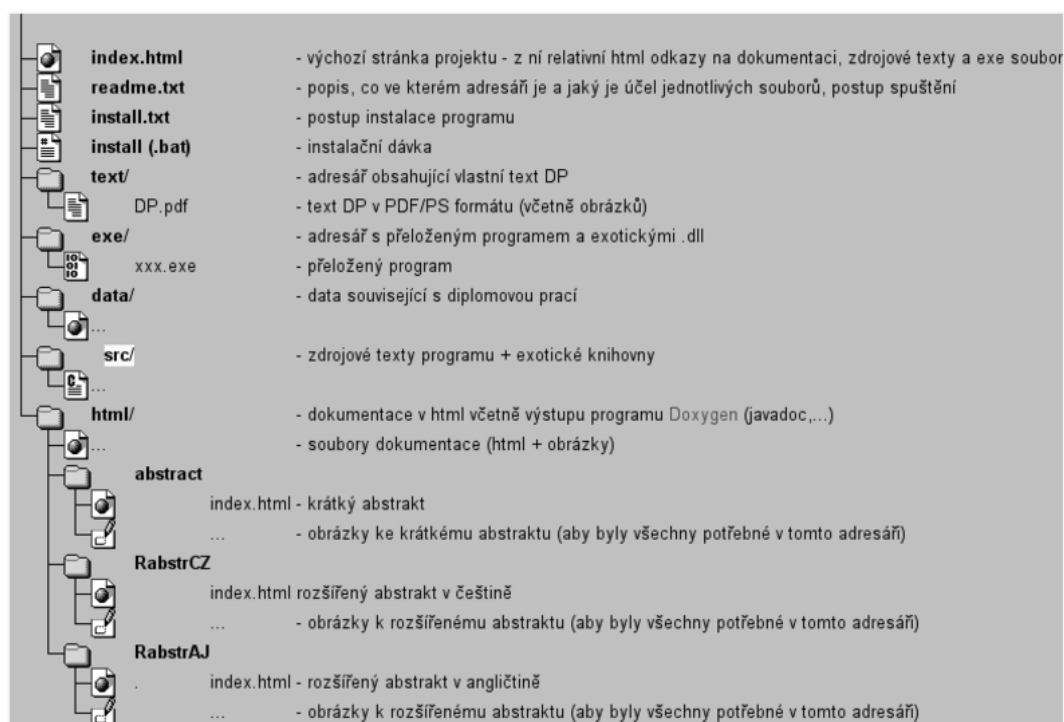 index.html - výchozí stránka projektu - z ní relativní html odkazy na dokumentaci, zdrojové texty a exe soubor
readme.txt - popis, co ve kterém adresáři je a jaký je účel jednotlivých souborů, postup spuštění
install.txt - postup instalace programu
install (.bat) - instalační dávka
text/ - adresář obsahující vlastní text DP
DP.pdf - text DP v PDF/PS formátu (včetně obrázků)
exe/ - adresář s přeloženým programem a exotickými .dll
xxx.exe - přeložený program
data/ - data související s diplomovou prací
...
src/ - zdrojové texty programu + exotické knihovny
...
html/ - dokumentace v html včetně výstupu programu Doxygen (javadoc,...)
... - soubory dokumentace (html + obrázky)
abstract
index.html - krátký abstrakt
... - obrázky ke krátkému abstraktu (aby byly všechny potřebné v tomto adresáři)
RabstrCZ
index.html rozšířený abstrakt v češtině
... - obrázky k rozšířenému abstraktu (aby byly všechny potřebné v tomto adresáři)
RabstrAJ
. index.html - rozšířený abstrakt v angličtině
... - obrázky k rozšířenému abstraktu (aby byly všechny potřebné v tomto adresáři)